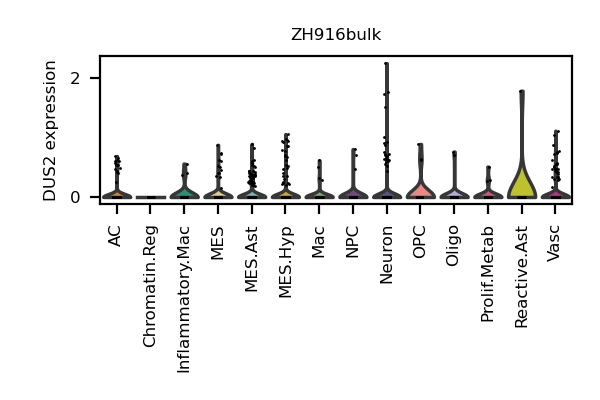 ZH916bulk
DUS2 expression
2
0
AC
Chromatin.Reg
Inflammatory.Mac
MES
MES.Ast
MES.Hyp
Mac
NPC
Neuron
OPC
Oligo
Prolif.Metab
Reactive.Ast
Vasc